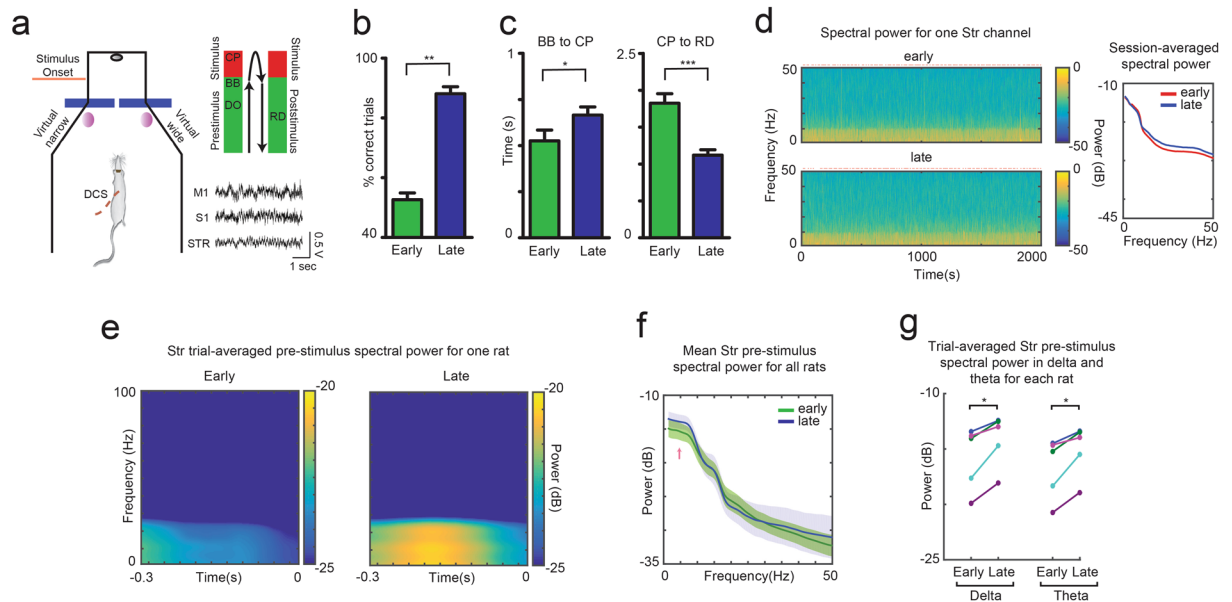 a
Stimulus
Onset
Virtual
narrow
Virtual
wide
DCS
Prestimulus
Stimulus
CP
BB
DO
RD
Stimulus
Poststimulus
M1
S1
STR
0.5 V
1 sec
b
% correct trials
100
40
**
Early
Late
c
BB to CP
CP to RD
Time (s)
1
0
*
Early
Late
2.5
0
***
Early
Late
d
Spectral power for one Str channel
early
Frequency (Hz)
50
0
0
-50
late
50
0
0
-50
Power (dB)
0
1000
2000
Time(s)
Session-averaged
spectral power
-10
-45
early
late
0
50
Frequency (Hz)
e
Str trial-averaged pre-stimulus spectral power for one rat
Early
Late
Frequency (Hz)
100
0
-0.3
Time(s)
0
-20
-25
-0.3
Time(s)
0
-20
-25
Power (dB)
f
Mean Str pre-stimulus
spectral power for all rats
-10
-35
Power (dB)
early
late
0
Frequency(Hz)
50
g
Trial-averaged Str pre-stimulus
spectral power in delta and
theta for each rat
-10
-25
Power (dB)
*
*
Early Late
Early Late
Delta
Theta